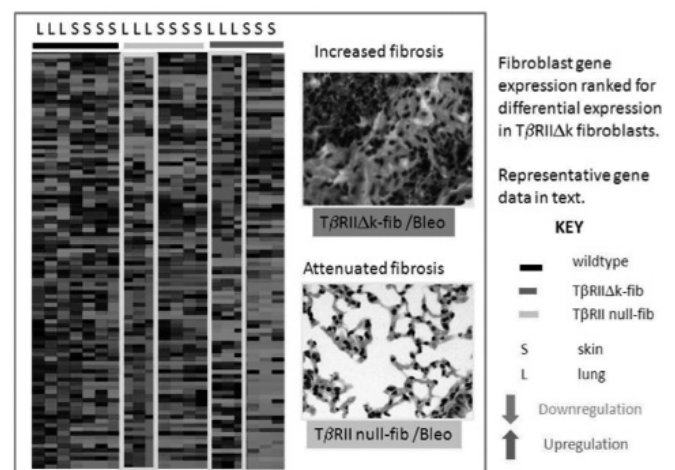 L L L S S S S L L L S S S S L L L S S S
Increased fibrosis
TβRIIΔk-fib /Bleo
Attenuated fibrosis
TβRII null-fib /Bleo
Fibroblast gene
expression ranked for
differential expression
in TβRIIΔk fibroblasts.
Representative gene
data in text.
KEY
wildtype
TβRIIΔk-fib
TβRII null-fib
S skin
L lung
Downregulation
Upregulation